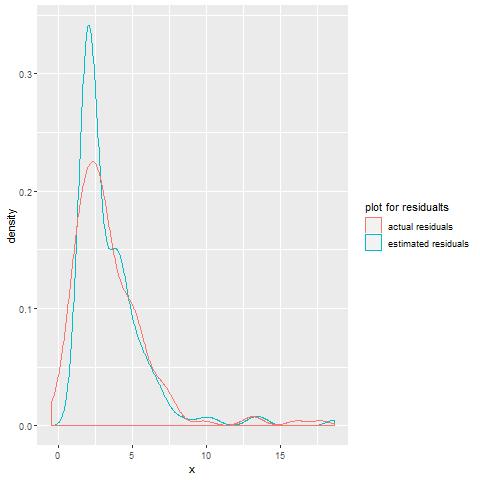 0.3
0.2
0.1
0.0
density
0
5
10
15
x
plot for residualts
actual residuals
estimated residuals